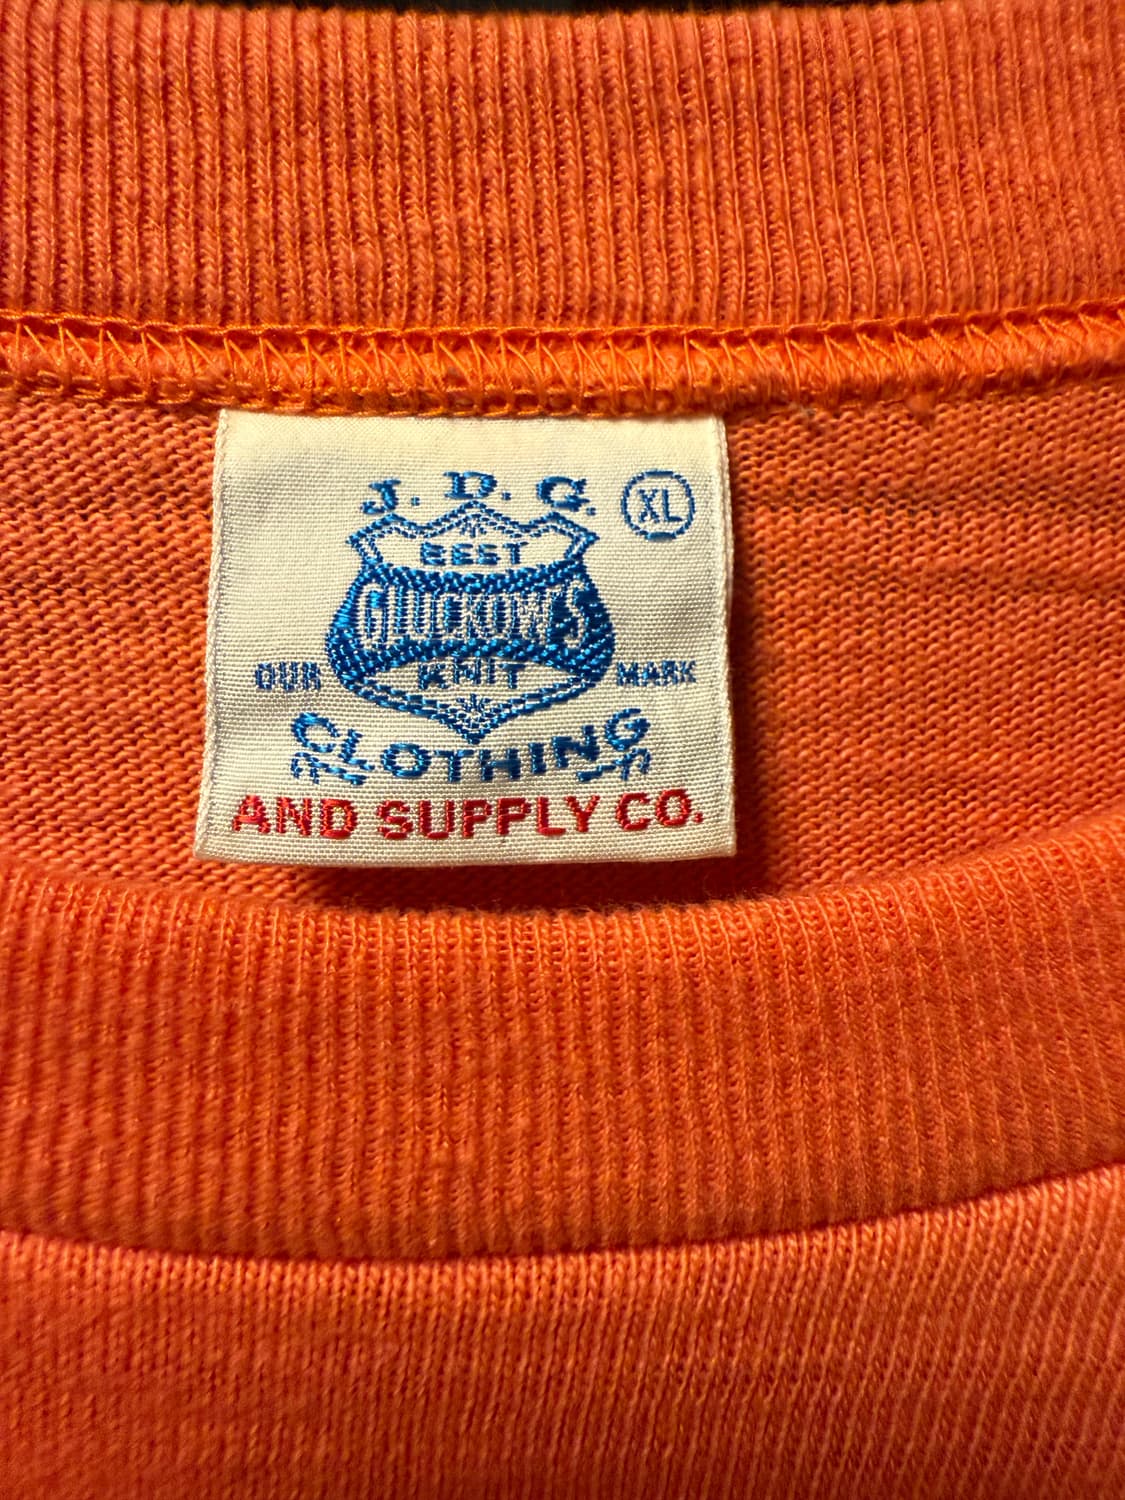 J. D. G.
XL
BEST
GLUCKOW'S
OUR KNIT MARK
CLOTHING
AND SUPPLY CO.